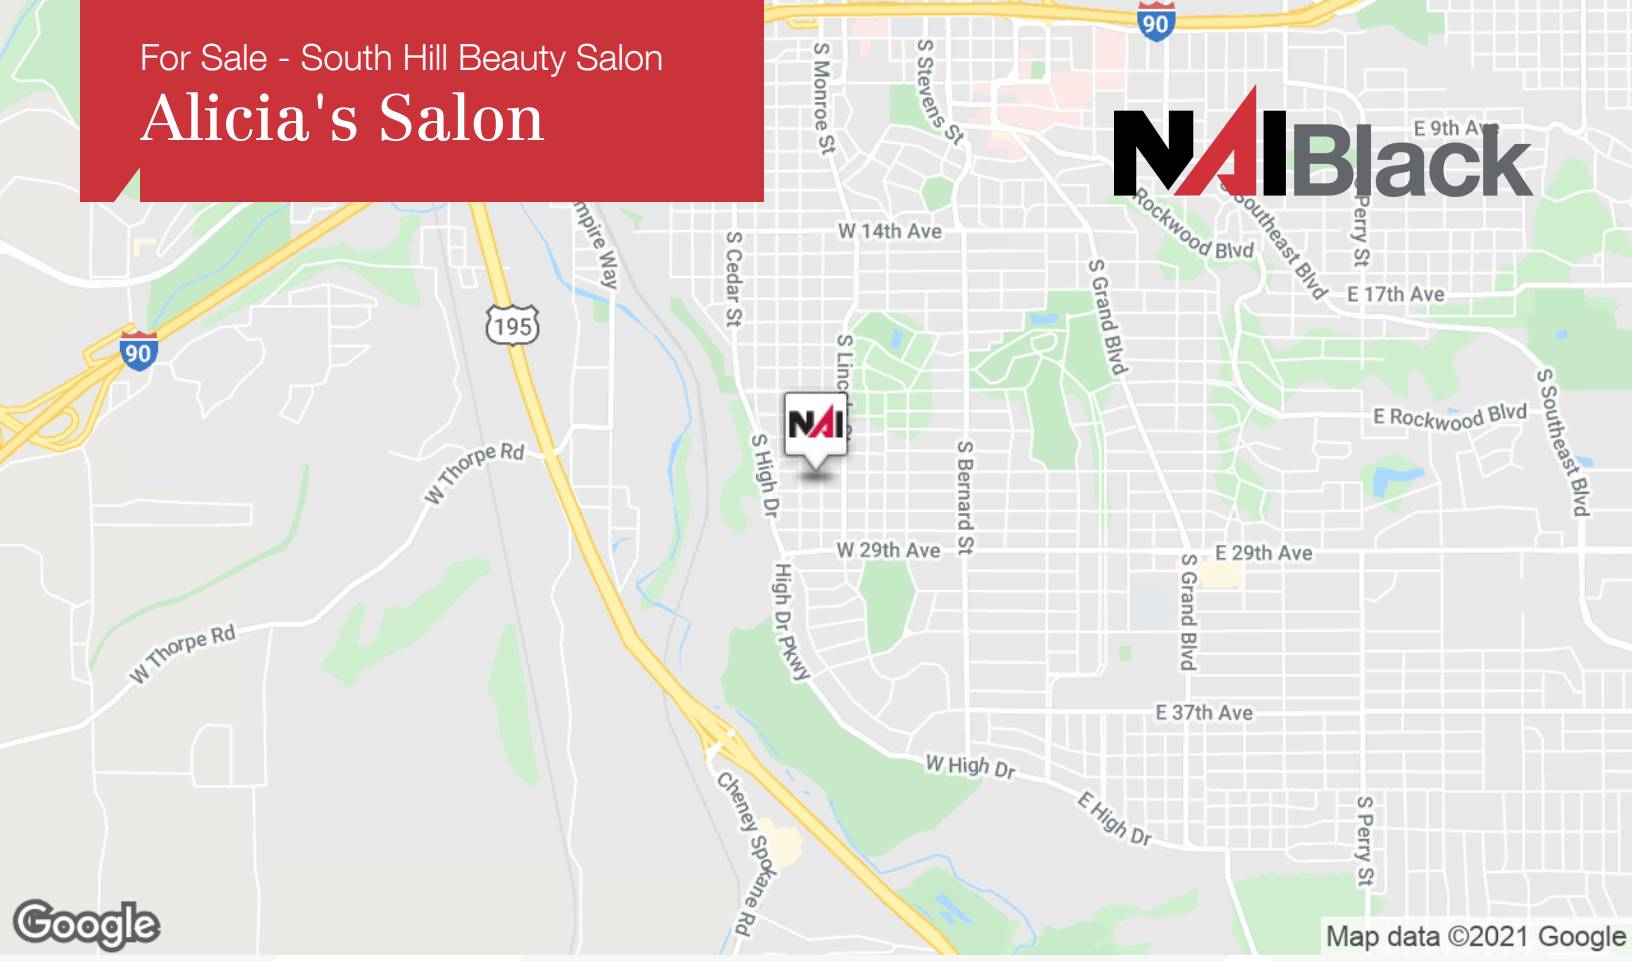 For Sale - South Hill Beauty Salon
Alicia's Salon
90
NAIBlack
S Monroe St
S Stevens St
E 9th Ave
S Perry St
Rockwood Blvd
S Southeast Blvd
W 14th Ave
S Cedar St
mpire Way
S Grand Blvd
E 17th Ave
195
90
S Linc
NAI
S Southeast Blvd
E Rockwood Blvd
W Thorpe Rd
S High Dr
S Bernard St
W 29th Ave
E 29th Ave
High Dr Pkwy
S Grand Blvd
W Thorpe Rd
E 37th Ave
W High Dr
E High Dr
Cheney Spokane Rd
S Perry St
Google
Map data ©2021 Google